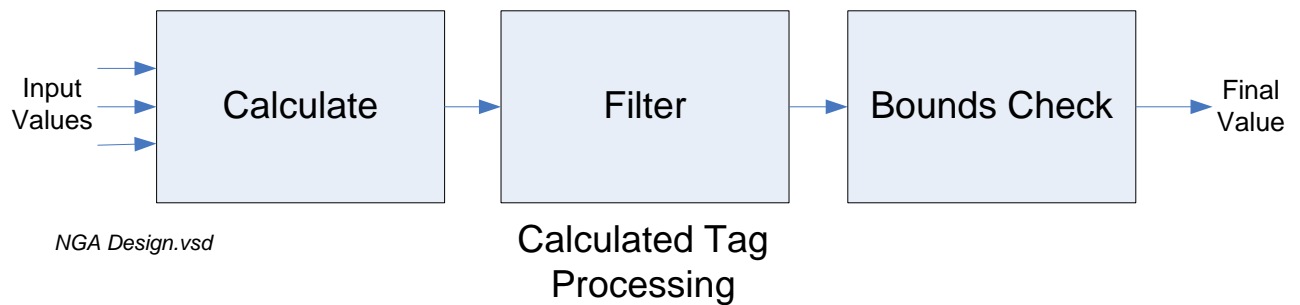 Input
Values
Calculate
Filter
Bounds Check
Final
Value
NGA Design.vsd
Calculated Tag
Processing